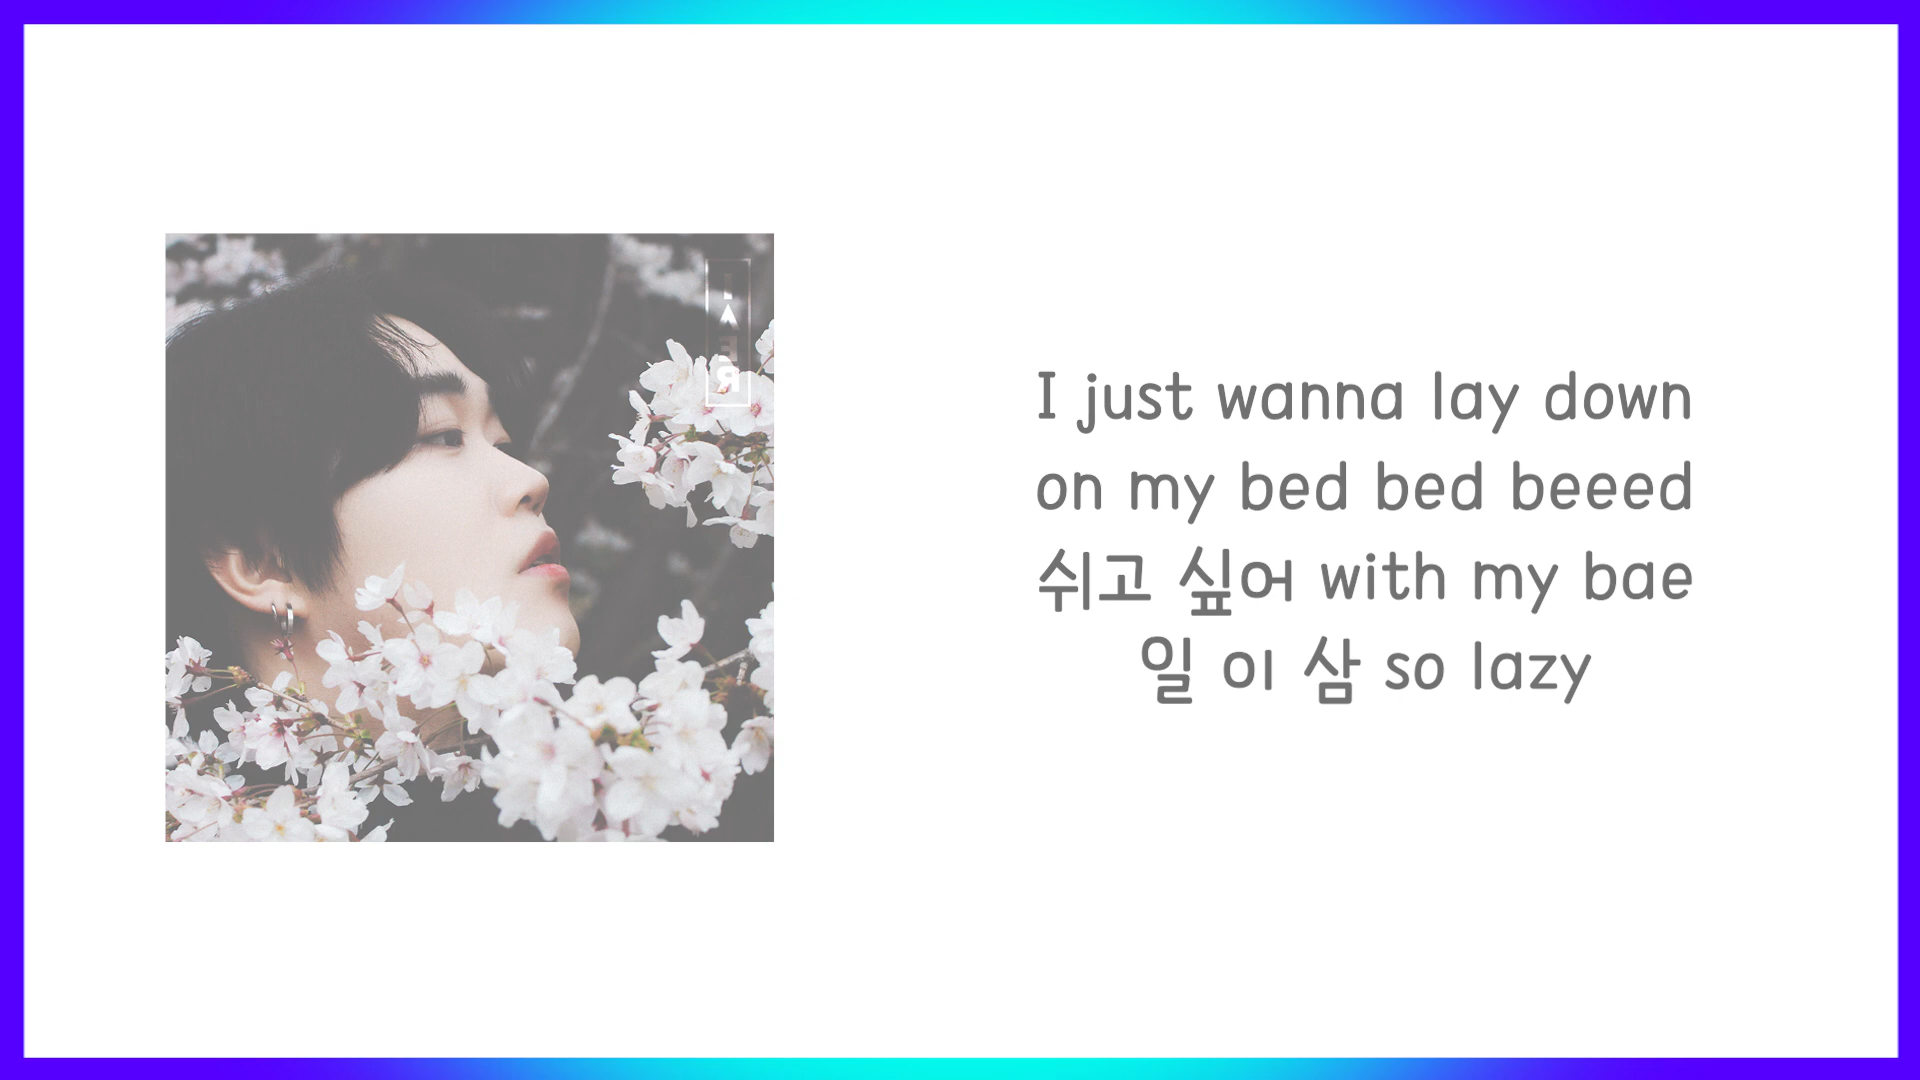 I just wanna lay down
on my bed bed beeed
쉬고 싶어 with my bae
일 이 삼 so lazy